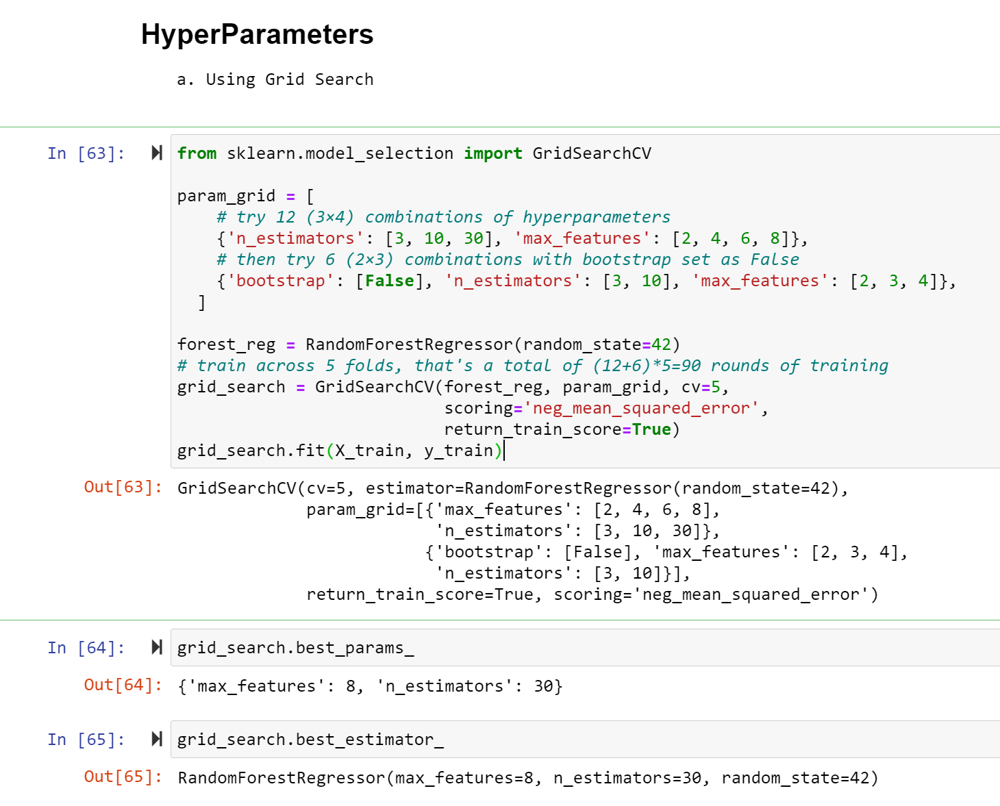 HyperParameters
a. Using Grid Search
In [63]:
from sklearn.model_selection import GridSearchCV
param_grid = [
    # try 12 (3×4) combinations of hyperparameters
    {'n_estimators': [3, 10, 30], 'max_features': [2, 4, 6, 8]},
    # then try 6 (2×3) combinations with bootstrap set as False
    {'bootstrap': [False], 'n_estimators': [3, 10], 'max_features': [2, 3, 4]},
  ]
forest_reg = RandomForestRegressor(random_state=42)
# train across 5 folds, that's a total of (12+6)*5=90 rounds of training
grid_search = GridSearchCV(forest_reg, param_grid, cv=5,
                           scoring='neg_mean_squared_error',
                           return_train_score=True)
grid_search.fit(X_train, y_train)
Out[63]: GridSearchCV(cv=5, estimator=RandomForestRegressor(random_state=42),
             param_grid=[{'max_features': [2, 4, 6, 8],
                          'n_estimators': [3, 10, 30]},
                         {'bootstrap': [False], 'max_features': [2, 3, 4],
                          'n_estimators': [3, 10]}],
             return_train_score=True, scoring='neg_mean_squared_error')
In [64]: grid_search.best_params_
Out[64]: {'max_features': 8, 'n_estimators': 30}
In [65]: grid_search.best_estimator_
Out[65]: RandomForestRegressor(max_features=8, n_estimators=30, random_state=42)